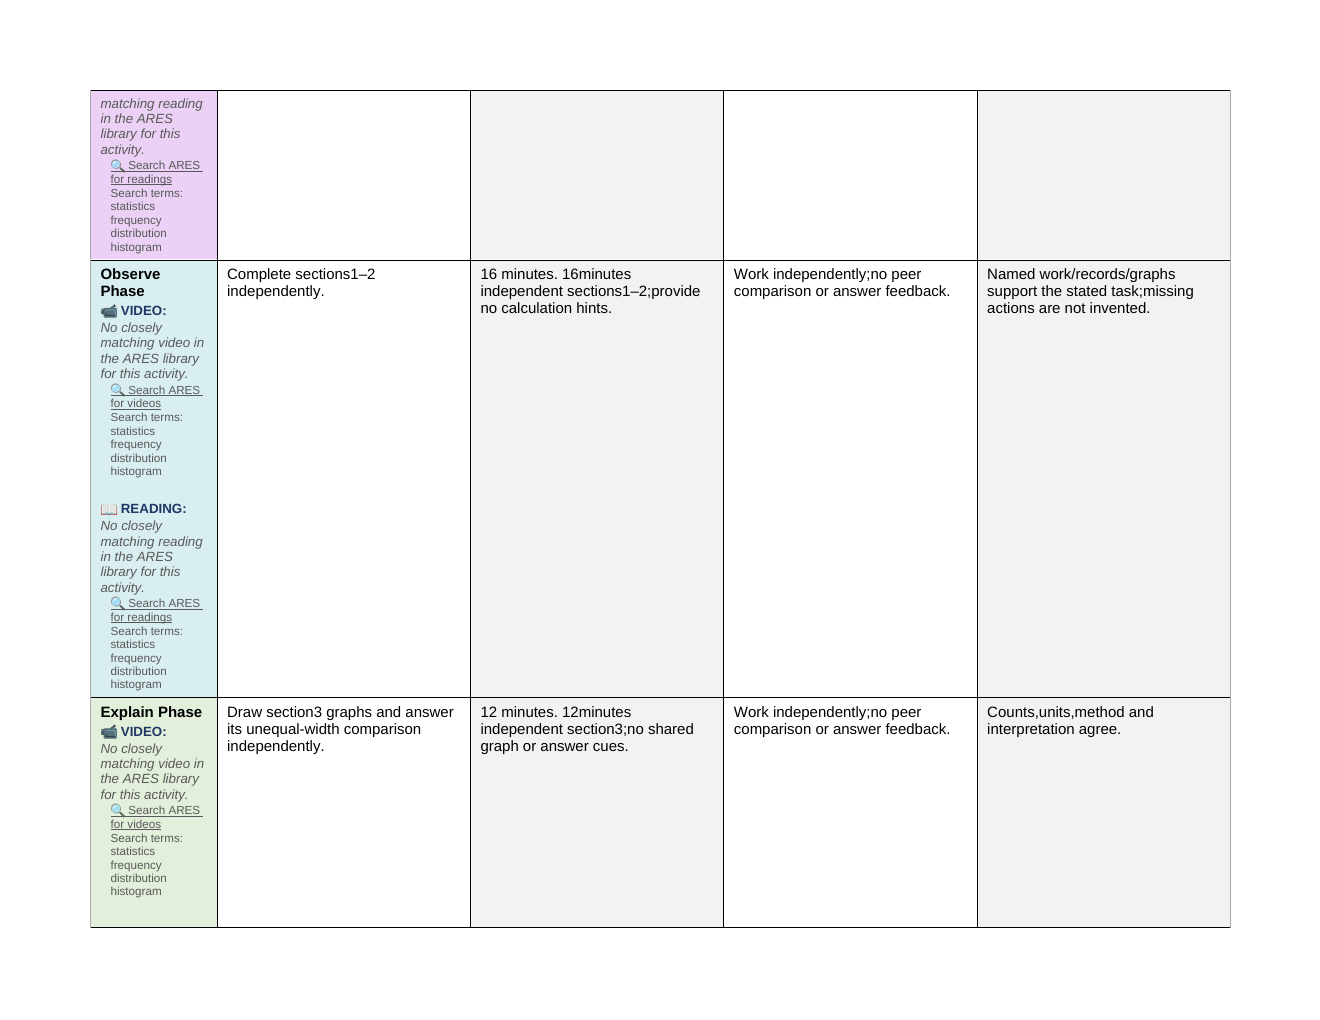 matching reading
in the ARES
library for this
activity.
🔍 Search ARES
for readings
Search terms:
statistics
frequency
distribution
histogram
Observe
Phase
📹 VIDEO:
No closely
matching video in
the ARES library
for this activity.
🔍 Search ARES
for videos
Search terms:
statistics
frequency
distribution
histogram
📖 READING:
No closely
matching reading
in the ARES
library for this
activity.
🔍 Search ARES
for readings
Search terms:
statistics
frequency
distribution
histogram
Complete sections1–2
independently.
16 minutes. 16minutes
independent sections1–2;provide
no calculation hints.
Work independently;no peer
comparison or answer feedback.
Named work/records/graphs
support the stated task;missing
actions are not invented.
Explain Phase
📹 VIDEO:
No closely
matching video in
the ARES library
for this activity.
🔍 Search ARES
for videos
Search terms:
statistics
frequency
distribution
histogram
Draw section3 graphs and answer
its unequal-width comparison
independently.
12 minutes. 12minutes
independent section3;no shared
graph or answer cues.
Work independently;no peer
comparison or answer feedback.
Counts,units,method and
interpretation agree.